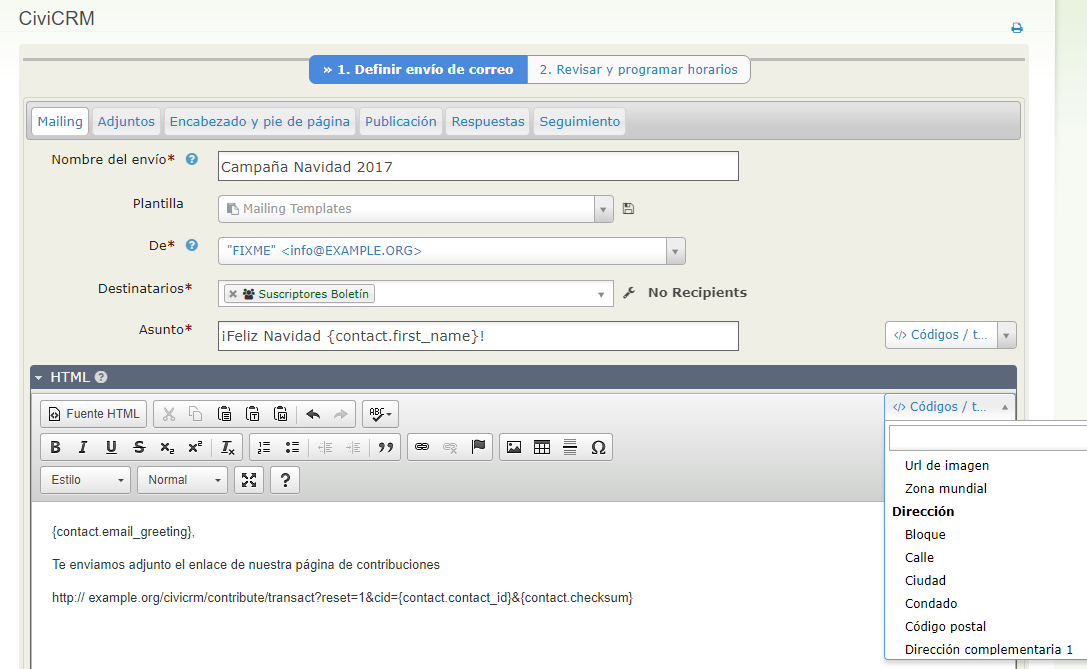 CiviCRM
» 1. Definir envío de correo 2. Revisar y programar horarios
Mailing Adjuntos Encabezado y pie de página Publicación Respuestas Seguimiento
Nombre del envío* ? Campaña Navidad 2017
Plantilla Mailing Templates
De* ? "FIXME" <info@EXAMPLE.ORG>
Destinatarios* × Suscriptores Boletín No Recipients
Asunto* ¡Feliz Navidad {contact.first_name}! </> Códigos / t...
HTML ?
Fuente HTML ABC </> Códigos / t...
B I U S x₂ x² Tx Ω
Estilo Normal ?
Url de imagen
Zona mundial
Dirección
Bloque
Calle
Ciudad
Condado
Código postal
Dirección complementaria 1
{contact.email_greeting},
Te enviamos adjunto el enlace de nuestra página de contribuciones
http:// example.org/civicrm/contribute/transact?reset=1&cid={contact.contact_id}&{contact.checksum}